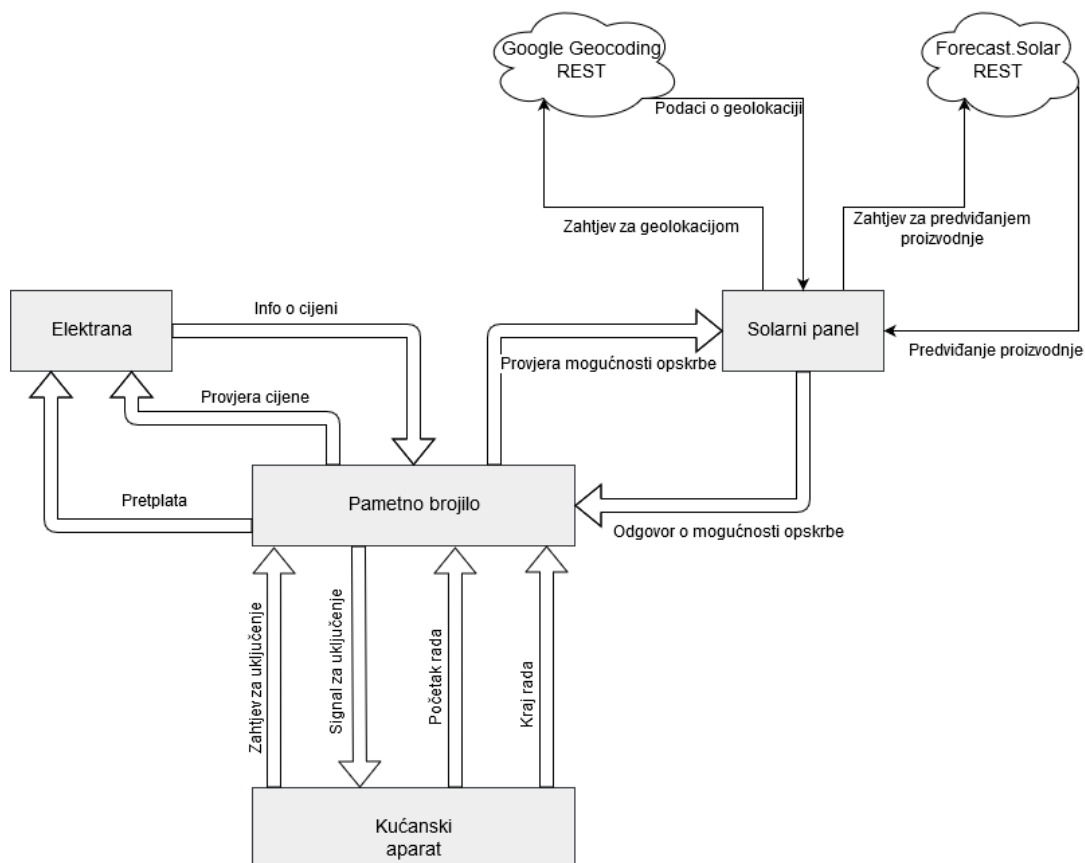 Google Geocoding
REST
Forecast.Solar
REST
Podaci o geolokaciji
Zahtjev za geolokacijom
Zahtjev za predviđanjem
proizvodnje
Elektrana
Info o cijeni
Solarni panel
Provjera mogućnosti opskrbe
Predviđanje proizvodnje
Provjera cijene
Pretplata
Pametno brojilo
Odgovor o mogućnosti opskrbe
Zahtjev za uključenje
Signal za uključenje
Početak rada
Kraj rada
Kućanski
aparat